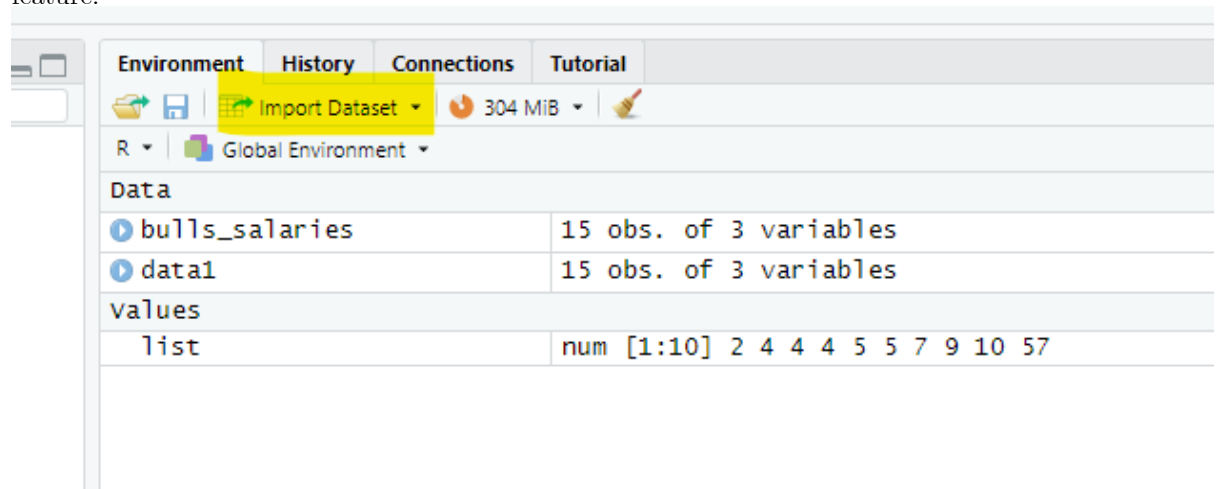 feature.
Environment History Connections Tutorial
Import Dataset 304 MiB
R Global Environment
Data
bulls_salaries 15 obs. of 3 variables
data1 15 obs. of 3 variables
Values
list num [1:10] 2 4 4 4 5 5 7 9 10 57